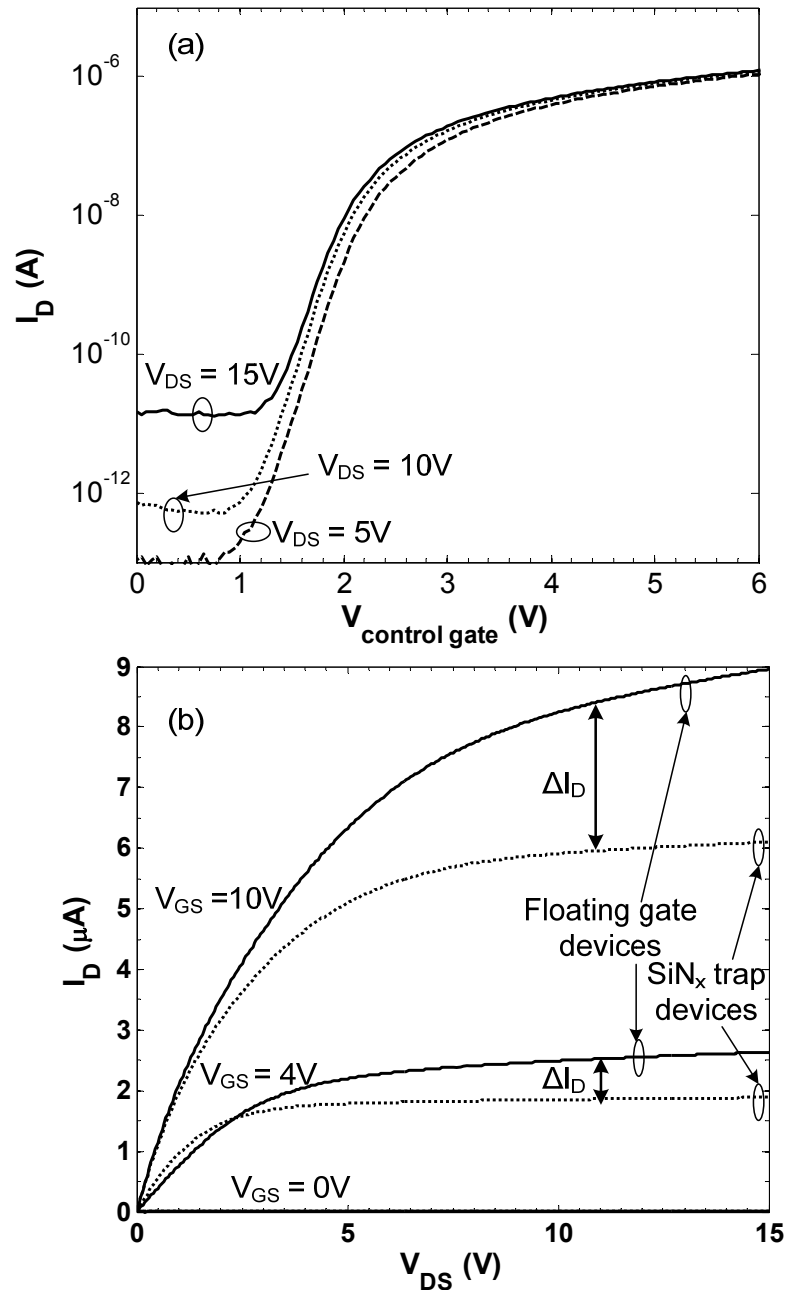 (a)
10⁻⁶
10⁻⁸
10⁻¹⁰
10⁻¹²
I_D (A)
V_DS = 15V
V_DS = 10V
V_DS = 5V
0 1 2 3 4 5 6
V_control gate (V)
(b)
9
8
7
6
5
4
3
2
1
0
I_D (μA)
ΔI_D
V_GS = 10V
Floating gate
devices
SiN_x trap
devices
V_GS = 4V
ΔI_D
V_GS = 0V
0 5 10 15
V_DS (V)